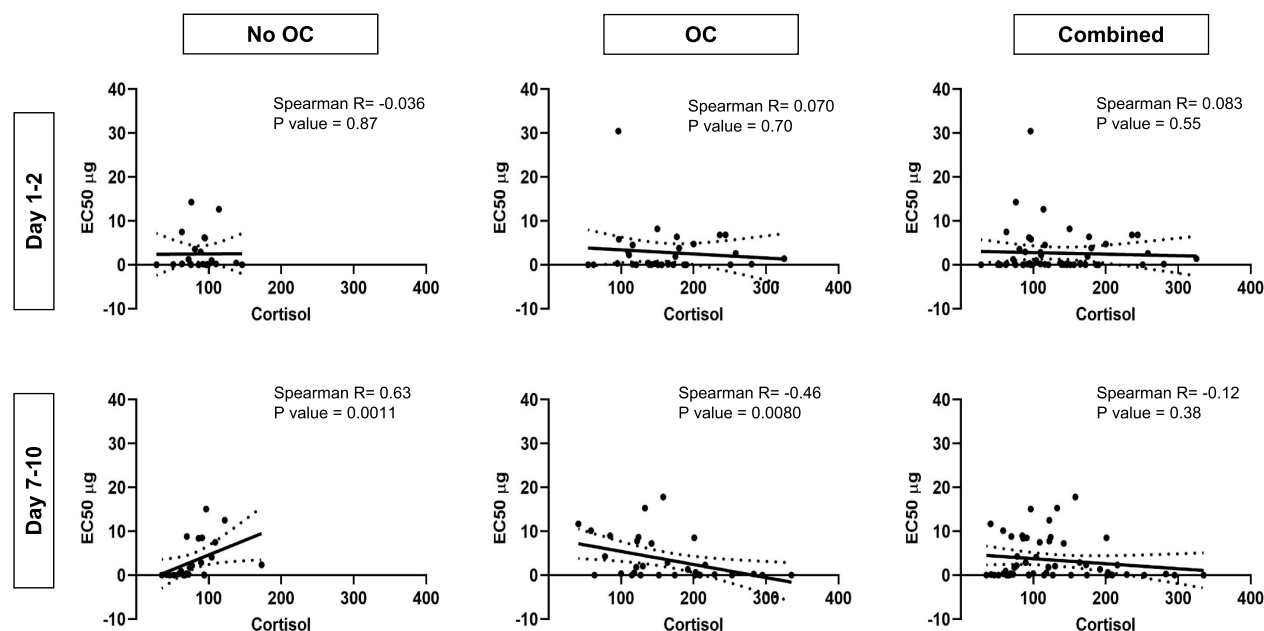 No OC
OC
Combined
Day 1-2
40
30
20
10
0
-10
EC50 µg
100
200
300
400
Cortisol
Spearman R= -0.036
P value = 0.87
40
30
20
10
0
-10
EC50 µg
100
200
300
400
Cortisol
Spearman R= 0.070
P value = 0.70
40
30
20
10
0
-10
EC50 µg
100
200
300
400
Cortisol
Spearman R= 0.083
P value = 0.55
Day 7-10
40
30
20
10
0
-10
EC50 µg
100
200
300
400
Cortisol
Spearman R= 0.63
P value = 0.0011
40
30
20
10
0
-10
EC50 µg
100
200
300
400
Cortisol
Spearman R= -0.46
P value = 0.0080
40
30
20
10
0
-10
EC50 µg
100
200
300
400
Cortisol
Spearman R= -0.12
P value = 0.38